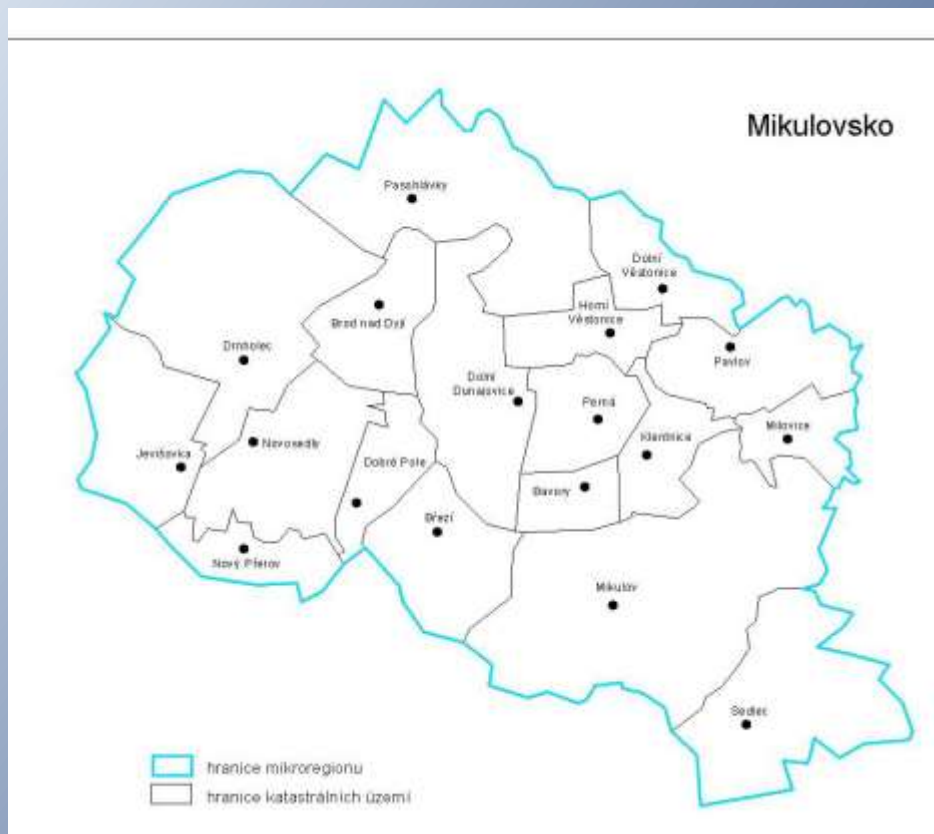 Mikulovsko
Pasohlávky
Dolní
Věstonice
Brod nad Dyjí
Horní
Věstonice
Drnholec
Pavlov
Dolní
Dunajovice
Perná
Milovice
Klentnice
Novosedly
Jevišovka
Dobré Pole
Bavory
Březí
Nový Přerov
Mikulov
Sedlec
hranice mikroregionu
hranice katastrálních území